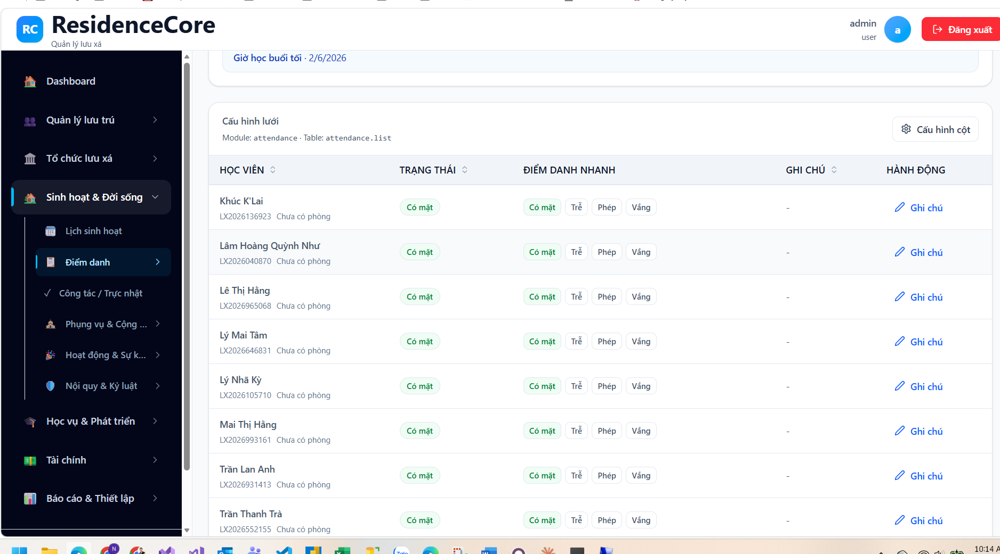 RC
ResidenceCore
Quản lý lưu xá
admin
user
a
Đăng xuất
Dashboard
Quản lý lưu trú
Tổ chức lưu xá
Sinh hoạt & Đời sống
Lịch sinh hoạt
Điểm danh
Công tác / Trực nhật
Phụng vụ & Cộng ...
Hoạt động & Sự k...
Nội quy & Kỷ luật
Học vụ & Phát triển
Tài chính
Báo cáo & Thiết lập
Giờ học buổi tối · 2/6/2026
Cấu hình lưới
Module: attendance · Table: attendance.list
Cấu hình cột
HỌC VIÊN TRẠNG THÁI ĐIỂM DANH NHANH GHI CHÚ HÀNH ĐỘNG
Khúc K'Lai
LX2026136923 Chưa có phòng
Có mặt Có mặt Trễ Phép Vắng - Ghi chú
Lâm Hoàng Quỳnh Như
LX2026040870 Chưa có phòng
Có mặt Có mặt Trễ Phép Vắng - Ghi chú
Lê Thị Hằng
LX2026965068 Chưa có phòng
Có mặt Có mặt Trễ Phép Vắng - Ghi chú
Lý Mai Tâm
LX2026646831 Chưa có phòng
Có mặt Có mặt Trễ Phép Vắng - Ghi chú
Lý Nhã Kỳ
LX2026105710 Chưa có phòng
Có mặt Có mặt Trễ Phép Vắng - Ghi chú
Mai Thị Hằng
LX2026993161 Chưa có phòng
Có mặt Có mặt Trễ Phép Vắng - Ghi chú
Trần Lan Anh
LX2026931413 Chưa có phòng
Có mặt Có mặt Trễ Phép Vắng - Ghi chú
Trần Thanh Trà
LX2026552155 Chưa có phòng
Có mặt Có mặt Trễ Phép Vắng - Ghi chú
N
Zalo
10:14 A